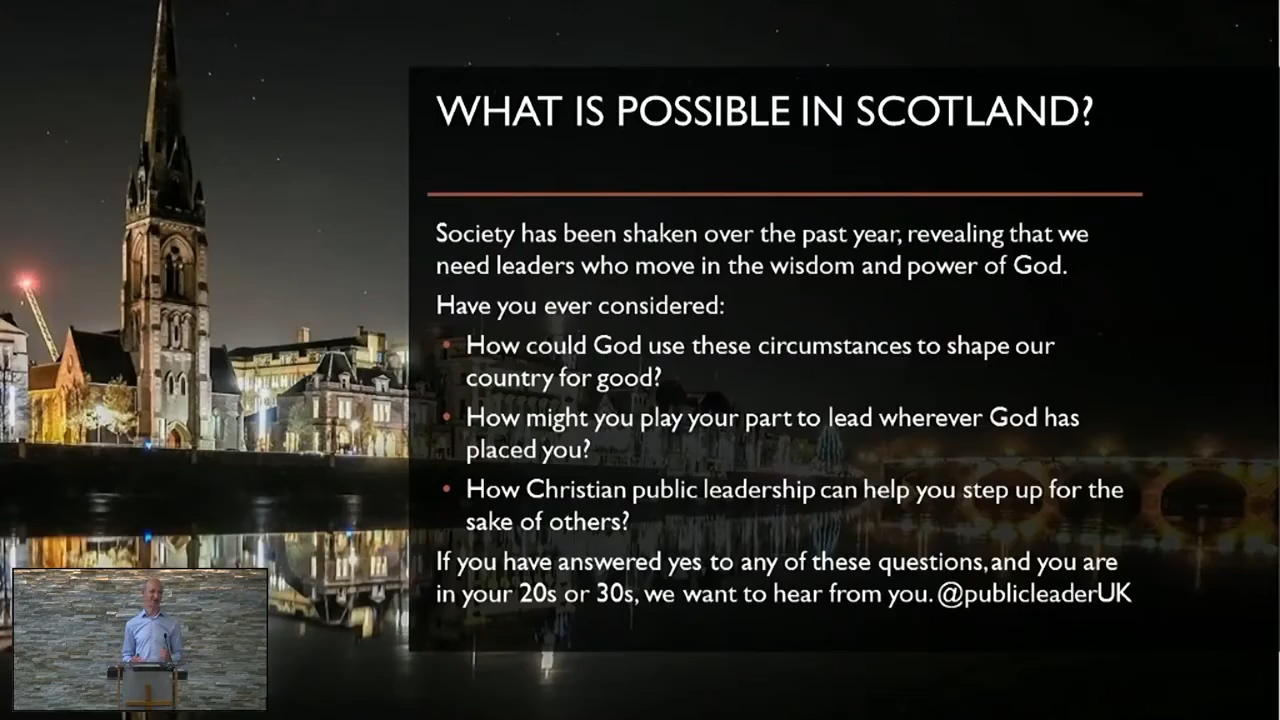 WHAT IS POSSIBLE IN SCOTLAND?
Society has been shaken over the past year, revealing that we
need leaders who move in the wisdom and power of God.
Have you ever considered:
• How could God use these circumstances to shape our
country for good?
• How might you play your part to lead wherever God has
placed you?
• How Christian public leadership can help you step up for the
sake of others?
If you have answered yes to any of these questions, and you are
in your 20s or 30s, we want to hear from you. @publicleaderUK